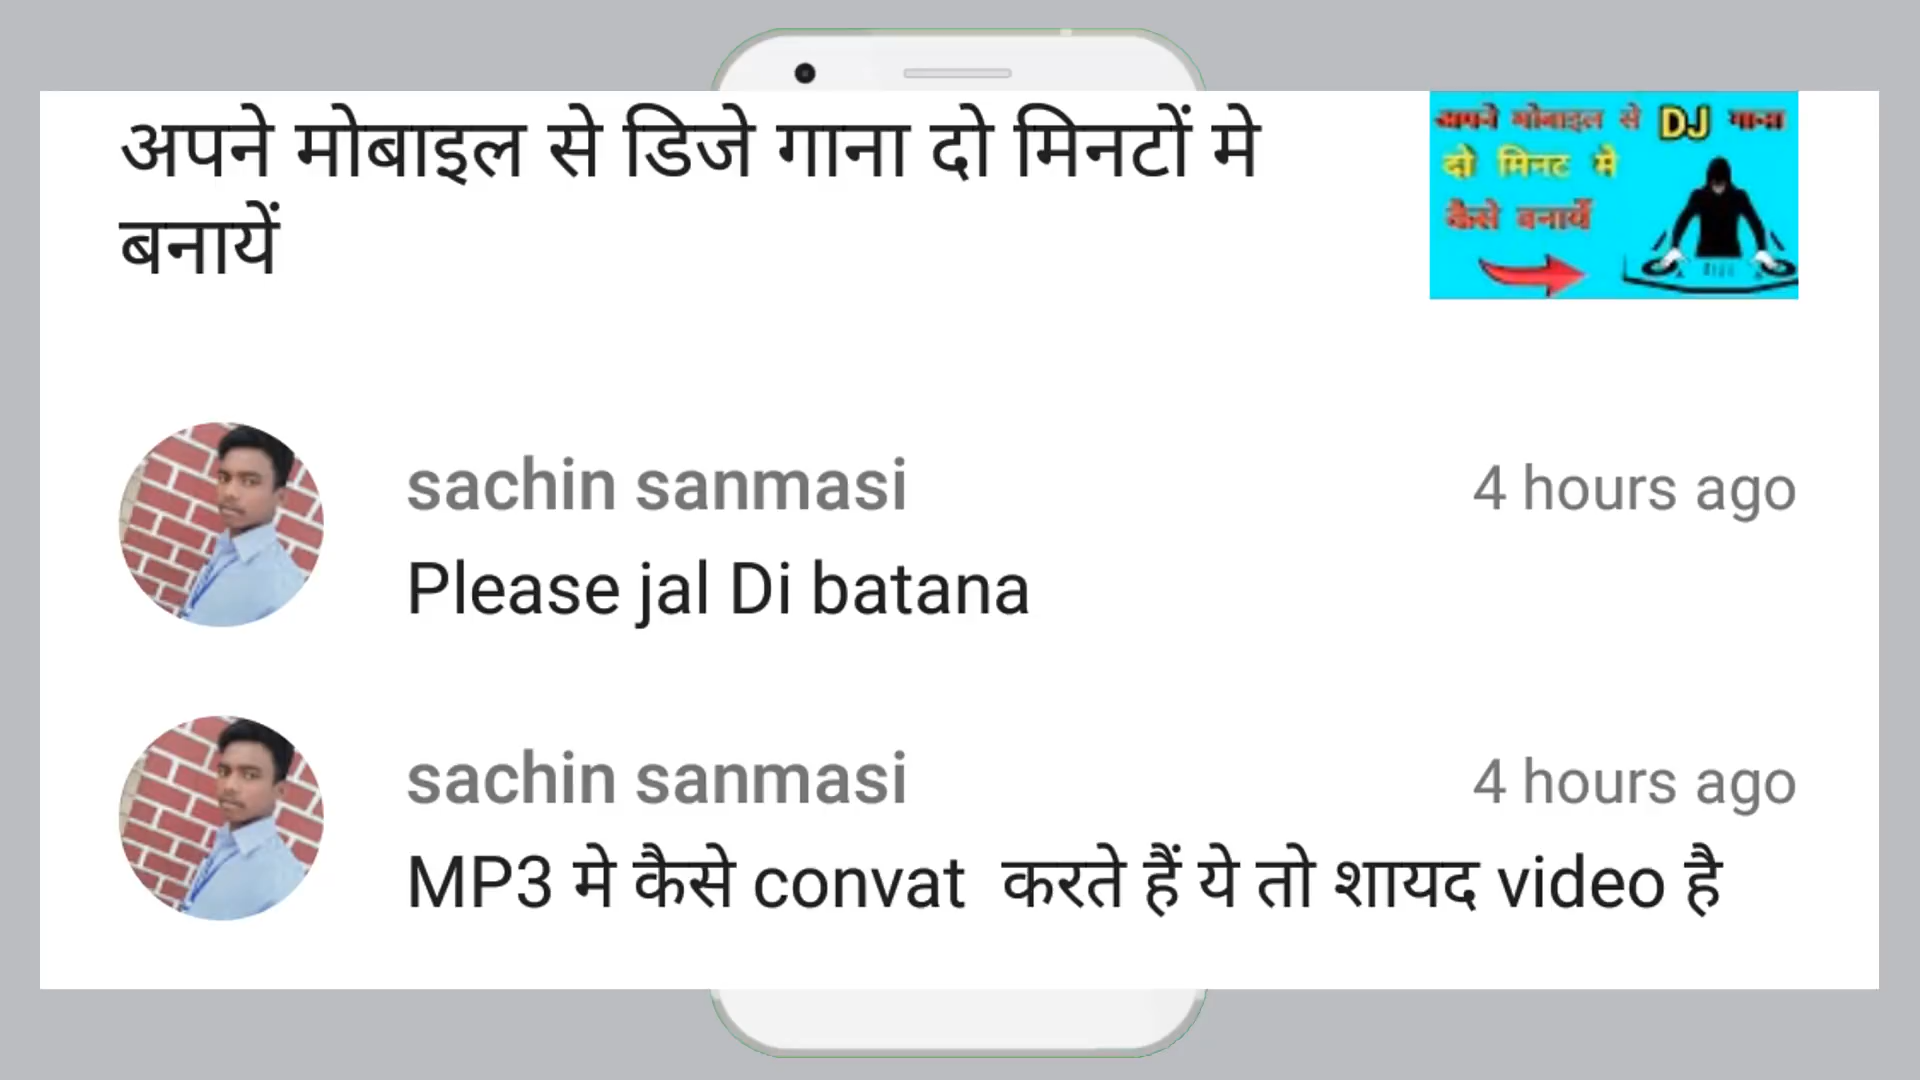 अपने मोबाइल से डिजे गाना दो मिनटों मे
बनायें
अपने मोबाइल से DJ गाना
दो मिनट मे
कैसे बनायें
sachin sanmasi
4 hours ago
Please jal Di batana
sachin sanmasi
4 hours ago
MP3 मे कैसे convat करते हैं ये तो शायद video है